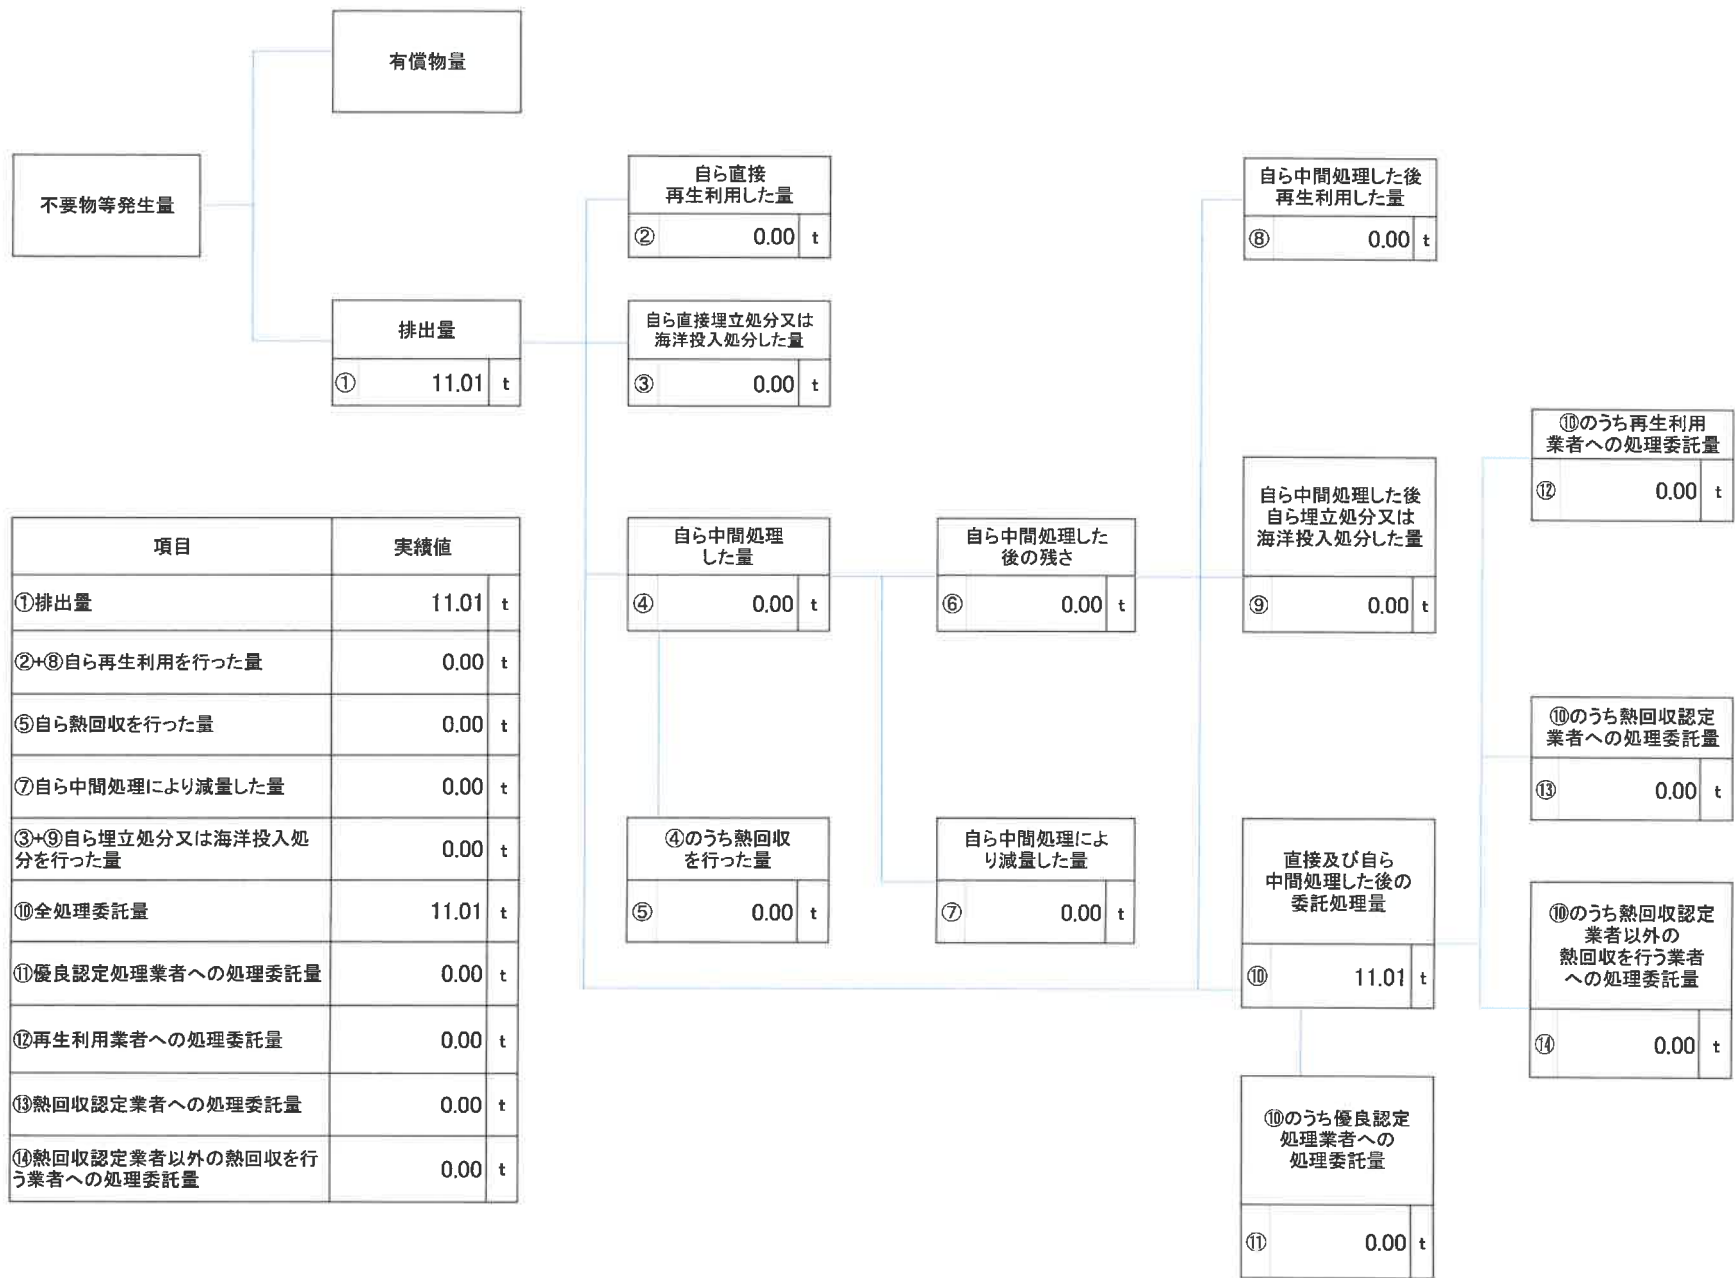 有償物量
不要物等発生量
自ら直接
再生利用した量
② 0.00 t
自ら中間処理した後
再生利用した量
⑧ 0.00 t
排出量
① 11.01 t
自ら直接埋立処分又は
海洋投入処分した量
③ 0.00 t
⑩のうち再生利用
業者への処理委託量
⑫ 0.00 t
自ら中間処理した後
自ら埋立処分又は
海洋投入処分した量
⑨ 0.00 t
自ら中間処理
した量
④ 0.00 t
自ら中間処理した
後の残さ
⑥ 0.00 t
⑩のうち熱回収認定
業者への処理委託量
⑬ 0.00 t
④のうち熱回収
を行った量
⑤ 0.00 t
自ら中間処理によ
り減量した量
⑦ 0.00 t
直接及び自ら
中間処理した後の
委託処理量
⑩ 11.01 t
⑩のうち熱回収認定
業者以外の
熱回収を行う業者
への処理委託量
⑭ 0.00 t
⑩のうち優良認定
処理業者への
処理委託量
⑪ 0.00 t
項目 実績値
①排出量 11.01 t
②+⑧自ら再生利用を行った量 0.00 t
⑤自ら熱回収を行った量 0.00 t
⑦自ら中間処理により減量した量 0.00 t
③+⑨自ら埋立処分又は海洋投入処
分を行った量 0.00 t
⑩全処理委託量 11.01 t
⑪優良認定処理業者への処理委託量 0.00 t
⑫再生利用業者への処理委託量 0.00 t
⑬熱回収認定業者への処理委託量 0.00 t
⑭熱回収認定業者以外の熱回収を行
う業者への処理委託量 0.00 t